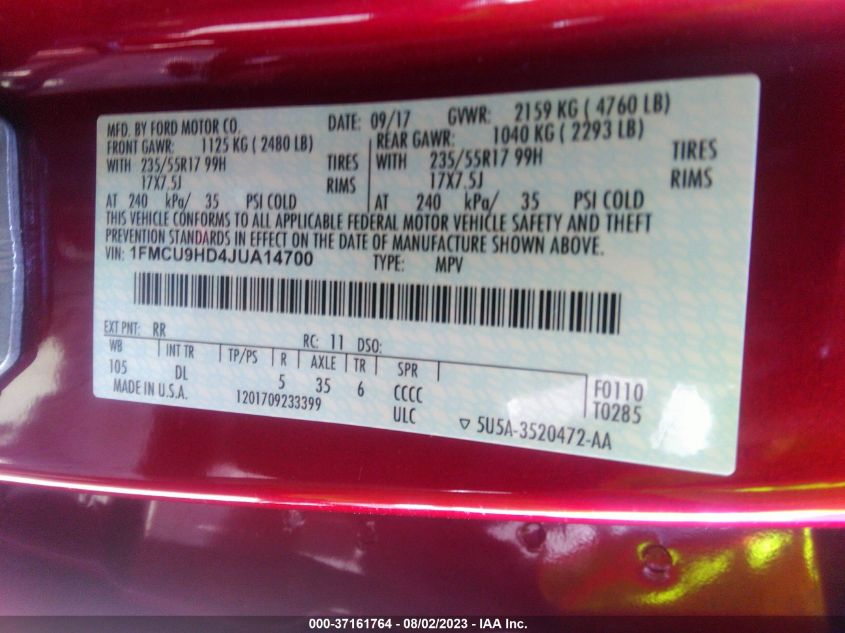 MFD. BY FORD MOTOR CO. DATE: 09/17 GVWR: 2159 KG ( 4760 LB)
FRONT GAWR: 1125 KG ( 2480 LB) REAR GAWR: 1040 KG ( 2293 LB)
WITH 235/55R17 99H TIRES WITH 235/55R17 99H TIRES
17X7.5J RIMS 17X7.5J RIMS
AT 240 kPa/ 35 PSI COLD AT 240 kPa/ 35 PSI COLD
THIS VEHICLE CONFORMS TO ALL APPLICABLE FEDERAL MOTOR VEHICLE SAFETY AND THEFT
PREVENTION STANDARDS IN EFFECT ON THE DATE OF MANUFACTURE SHOWN ABOVE.
VIN: 1FMCU9HD4JUA14700 TYPE: MPV
EXT PNT: RR RC: 11 DSO:
WB INT TR TP/PS R AXLE TR SPR
105 DL 5 35 6 CCCC F0110
MADE IN U.S.A. 1201709233399 ULC T0285
▽ 5U5A-3520472-AA
000-37161764 - 08/02/2023 - IAA Inc.